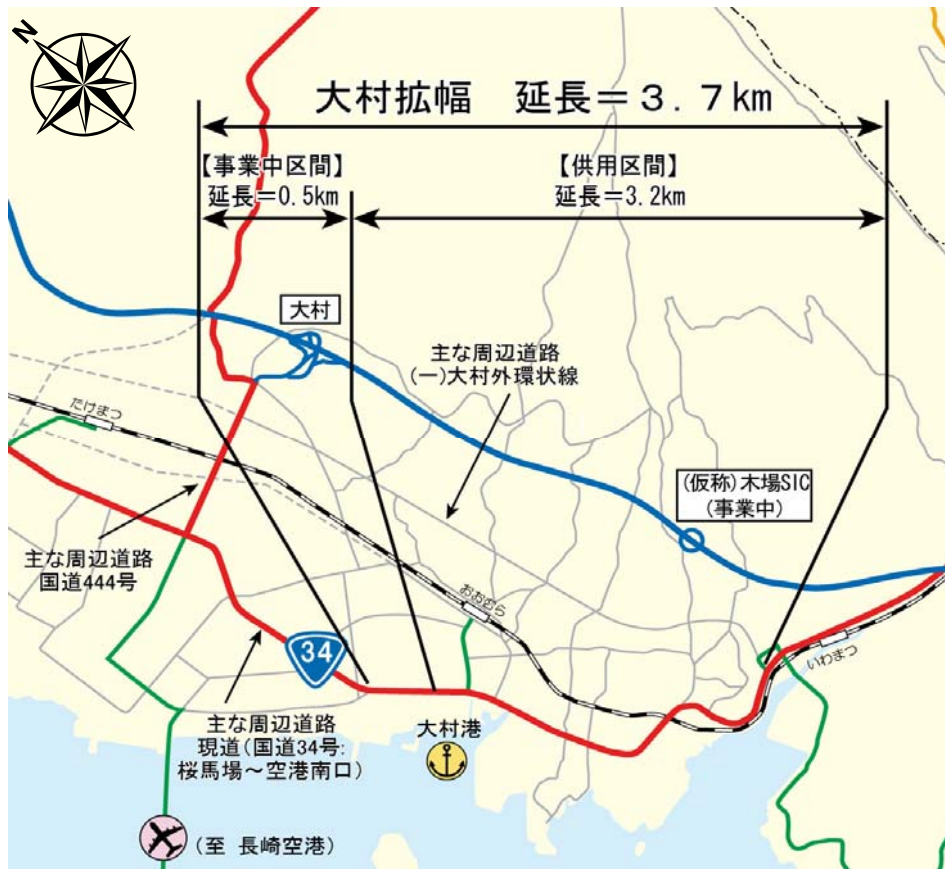 N
大村拡幅 延長=3.7km
【事業中区間】
延長=0.5km
【供用区間】
延長=3.2km
大村
主な周辺道路
(一)大村外環状線
たけまつ
(仮称)木場SIC
(事業中)
主な周辺道路
国道444号
おおむら
34
いわまつ
主な周辺道路
現道(国道34号:
桜馬場～空港南口)
大村港
(至 長崎空港)